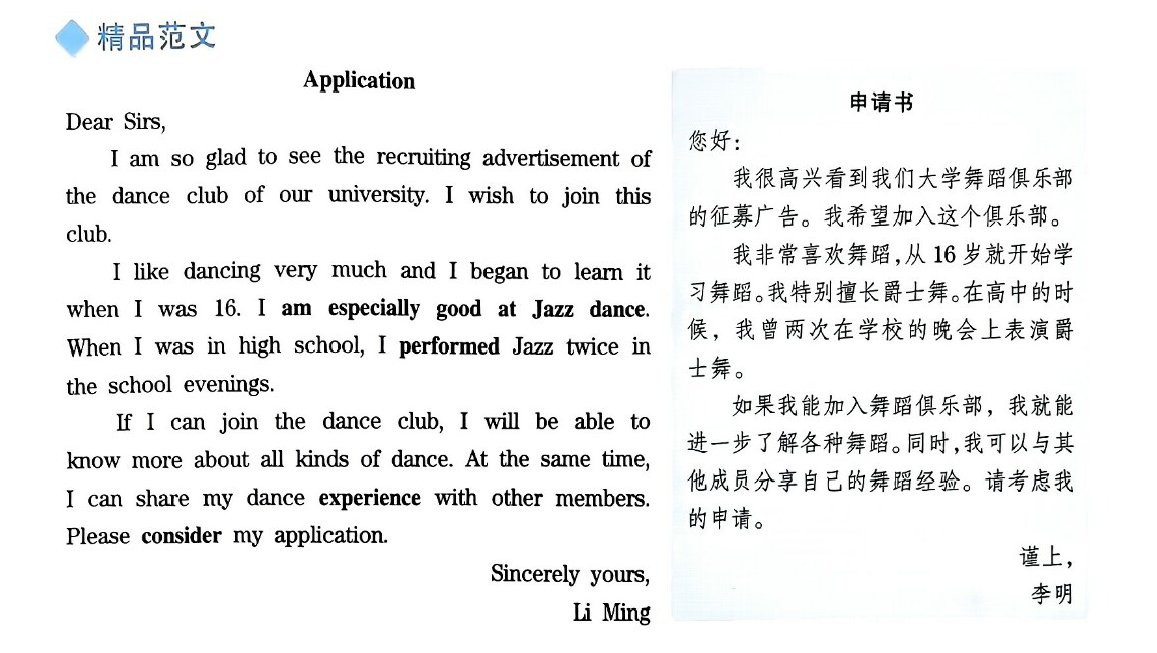 精品范文
Application
Dear Sirs,
I am so glad to see the recruiting advertisement of
the dance club of our university. I wish to join this
club.
I like dancing very much and I began to learn it
when I was 16. I am especially good at Jazz dance.
When I was in high school, I performed Jazz twice in
the school evenings.
If I can join the dance club, I will be able to
know more about all kinds of dance. At the same time,
I can share my dance experience with other members.
Please consider my application.
Sincerely yours,
Li Ming
申请书
您好：
我很高兴看到我们大学舞蹈俱乐部
的征募广告。我希望加入这个俱乐部。
我非常喜欢舞蹈,从16岁就开始学
习舞蹈。我特别擅长爵士舞。在高中的时
候，我曾两次在学校的晚会上表演爵
士舞。
如果我能加入舞蹈俱乐部，我就能
进一步了解各种舞蹈。同时,我可以与其
他成员分享自己的舞蹈经验。请考虑我
的申请。
谨上，
李明